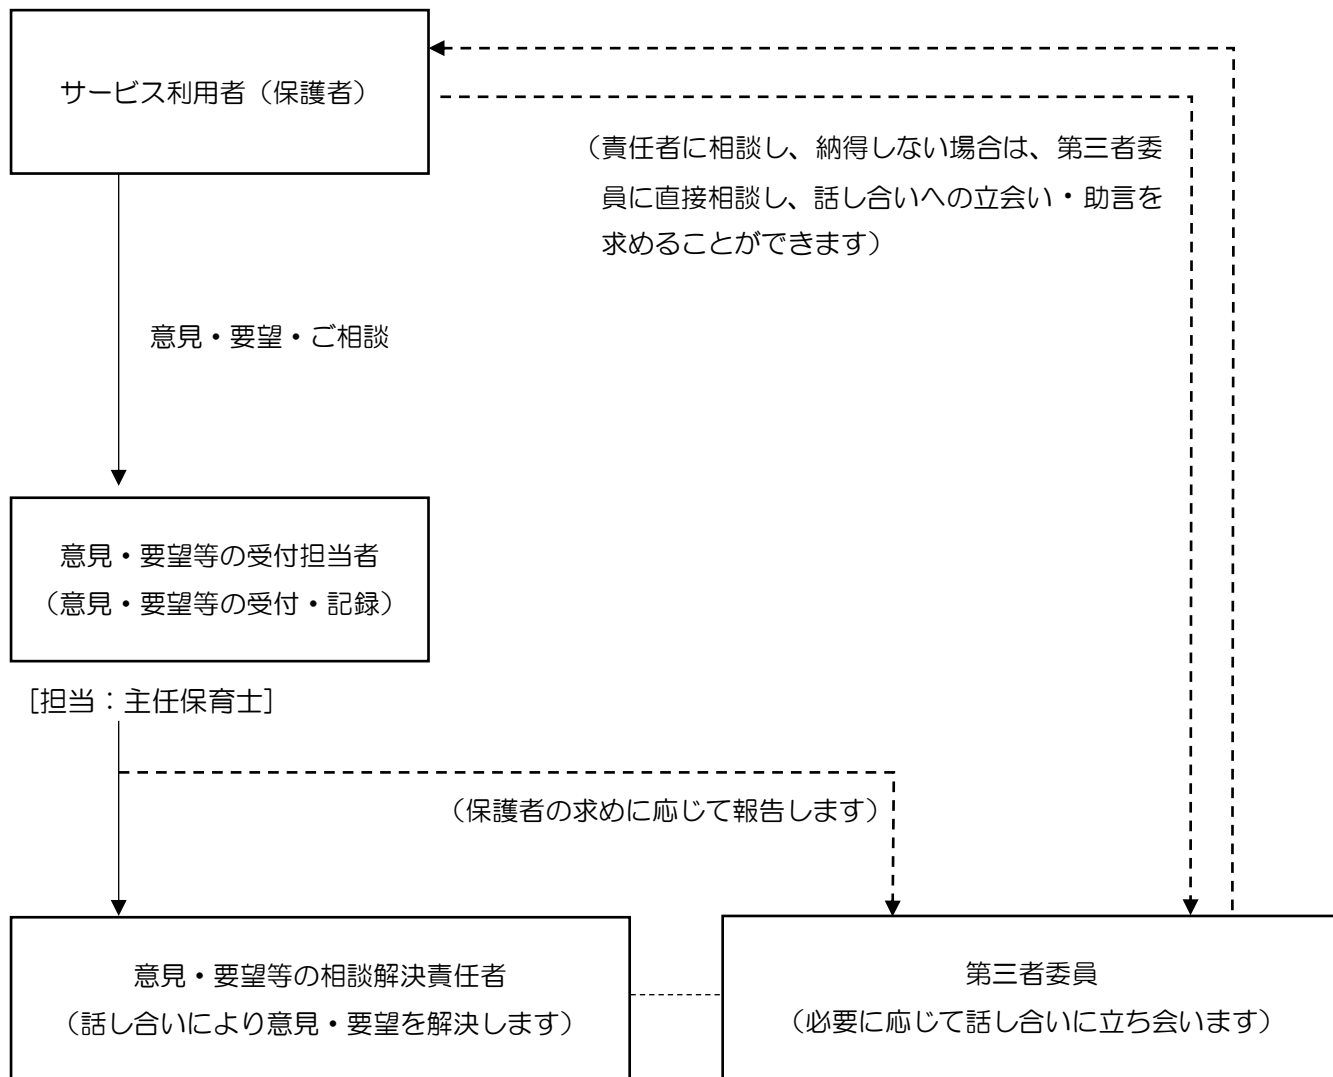 サービス利用者（保護者）
（責任者に相談し、納得しない場合は、第三者委
員に直接相談し、話し合いへの立会い・助言を
求めることができます）
意見・要望・ご相談
意見・要望等の受付担当者
（意見・要望等の受付・記録）
［担当：主任保育士］
（保護者の求めに応じて報告します）
意見・要望等の相談解決責任者
（話し合いにより意見・要望を解決します）
第三者委員
（必要に応じて話し合いに立ち会います）